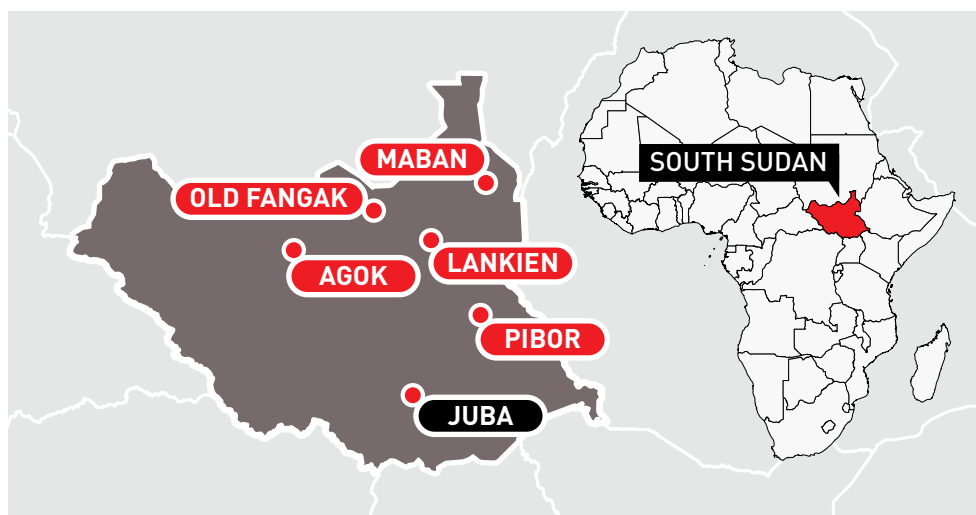 MABAN
SOUTH SUDAN
OLD FANGAK
LANKIEN
AGOK
PIBOR
JUBA